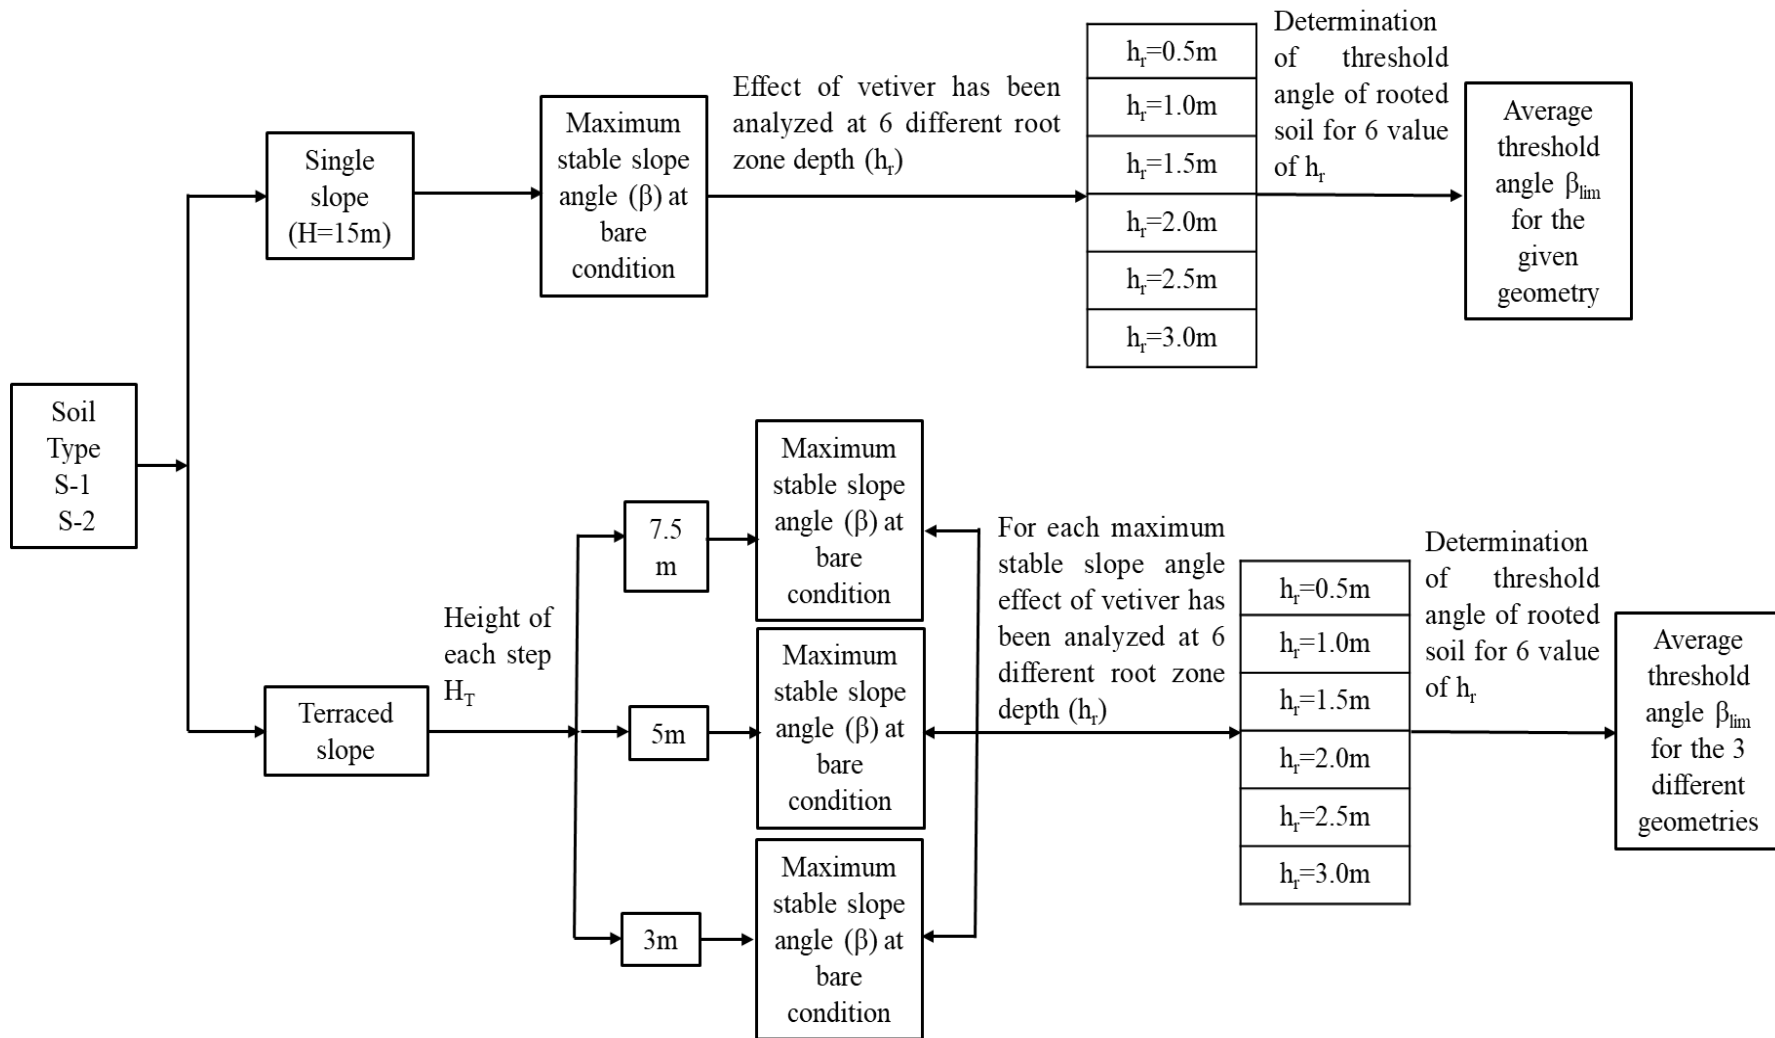 Soil
Type
S-1
S-2
Single
slope
(H=15m)
Maximum
stable slope
angle (β) at
bare
condition
Effect of vetiver has been
analyzed at 6 different root
zone depth (hr)
hr=0.5m
hr=1.0m
hr=1.5m
hr=2.0m
hr=2.5m
hr=3.0m
Determination
of threshold
angle of rooted
soil for 6 value
of hr
Average
threshold
angle βlim
for the
given
geometry
Terraced
slope
Height of
each step
HT
7.5
m
5m
3m
Maximum
stable slope
angle (β) at
bare
condition
Maximum
stable slope
angle (β) at
bare
condition
Maximum
stable slope
angle (β) at
bare
condition
For each maximum
stable slope angle
effect of vetiver has
been analyzed at 6
different root zone
depth (hr)
hr=0.5m
hr=1.0m
hr=1.5m
hr=2.0m
hr=2.5m
hr=3.0m
Determination
of threshold
angle of rooted
soil for 6 value
of hr
Average
threshold
angle βlim
for the 3
different
geometries